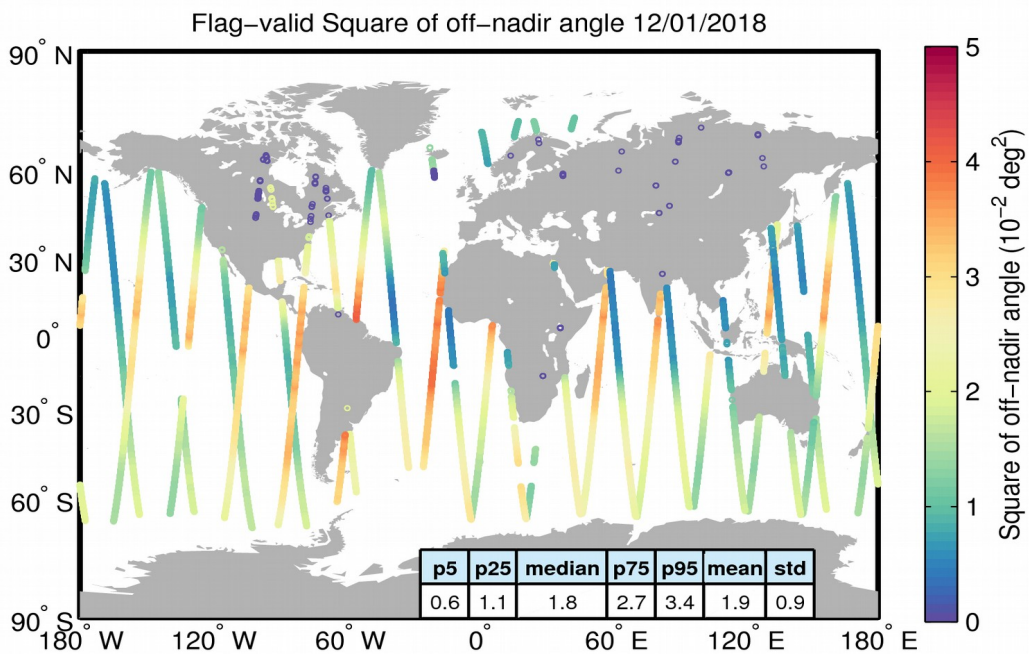 Flag−valid Square of off−nadir angle 12/01/2018
90° N
60° N
30° N
0°
30° S
60° S
90° S
180° W
120° W
60° W
0°
60° E
120° E
180° E
p5 p25 median p75 p95 mean std
0.6 1.1 1.8 2.7 3.4 1.9 0.9
5
4
3
2
1
0
Square of off−nadir angle (10⁻² deg²)